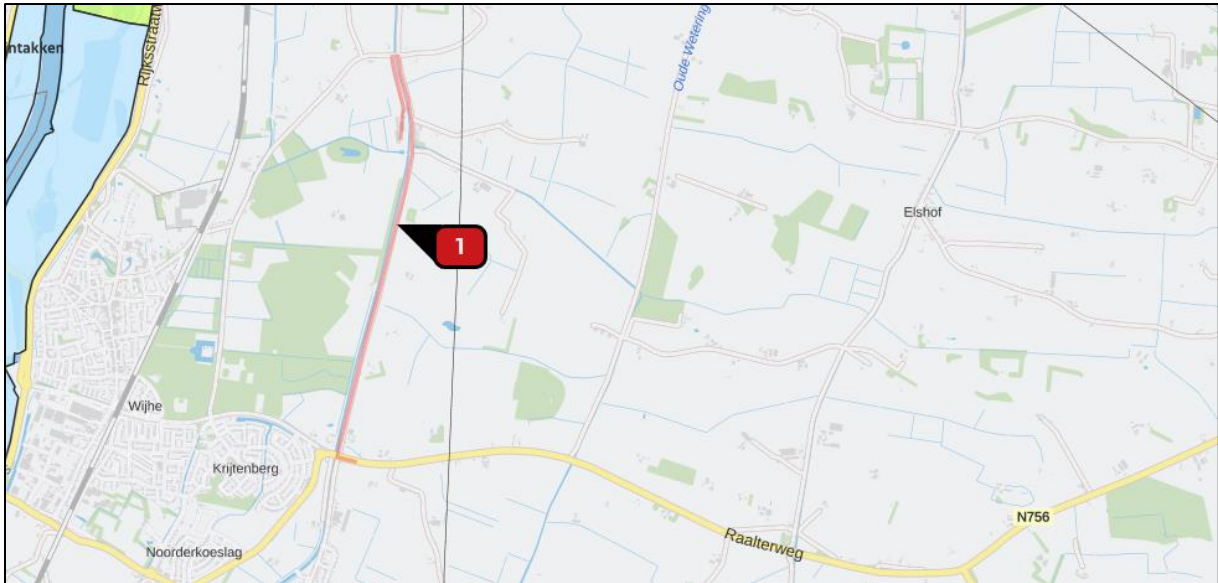 ntakken
Rijksstraatw
Oude Wetering
1
Elshof
Wijhe
Krijtenberg
Noorderkoeslag
N756
Raalterweg